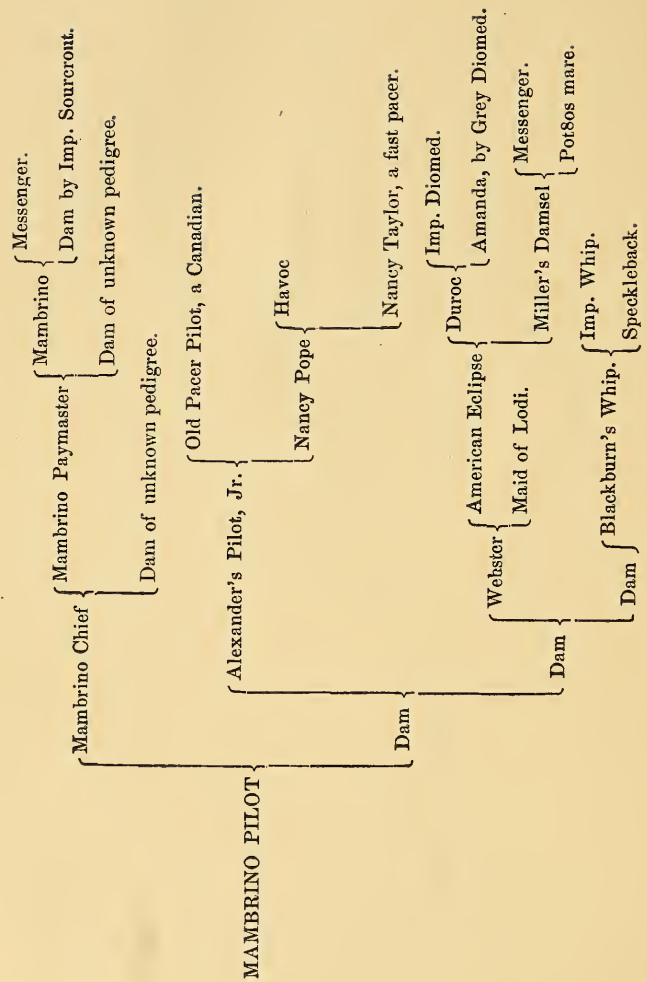 MAMBRINO PILOT
Mambrino Chief
Mambrino Paymaster
Mambrino
Messenger.
Dam by Imp. Sourcrout.
Dam of unknown pedigree.
Dam of unknown pedigree.
Dam
Alexander's Pilot, Jr.
Old Pacer Pilot, a Canadian.
Nancy Pope
Havoc
Nancy Taylor, a fast pacer.
Dam
Webster
American Eclipse
Duroc
Imp. Diomed.
Amanda, by Grey Diomed.
Miller's Damsel
Messenger.
Pot8os mare.
Maid of Lodi.
Dam
Blackburn's Whip.
Imp. Whip.
Speckleback.